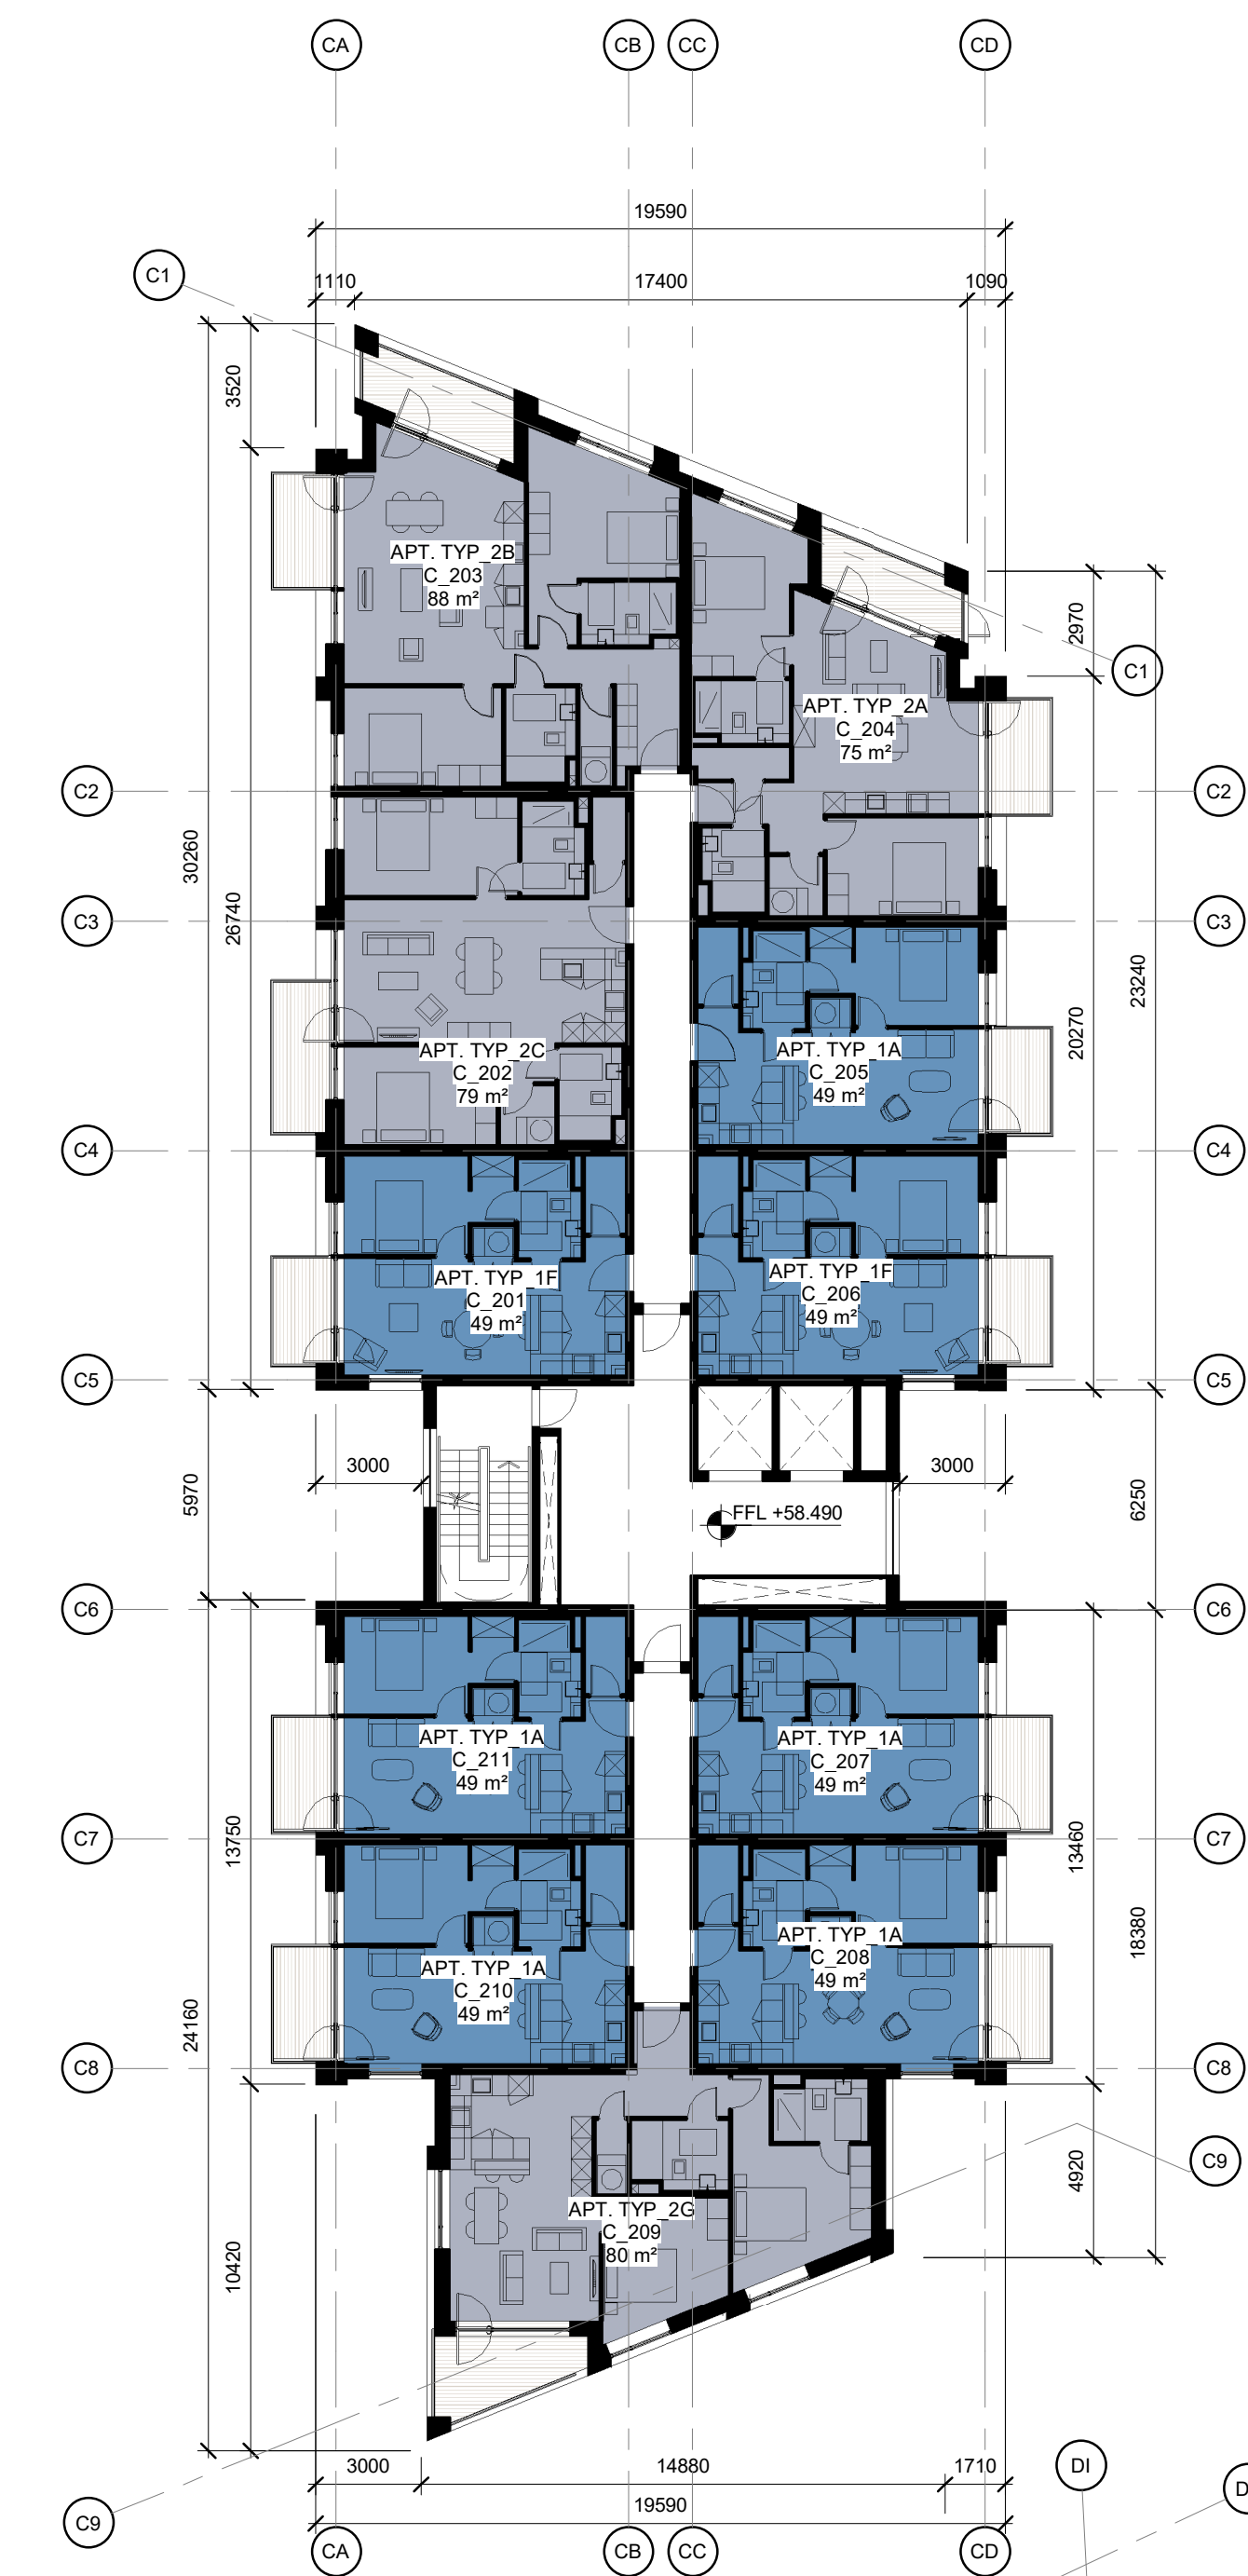 CA
CB
CC
CD
19590
C1
1110
17400
1090
3520
APT. TYP_2B
C_203
88 m²
2970
C1
APT. TYP_2A
C_204
75 m²
C2
C2
30260
26740
C3
C3
23240
20270
APT. TYP_2C
C_202
79 m²
APT. TYP_1A
C_205
49 m²
C4
C4
APT. TYP_1F
C_201
49 m²
APT. TYP_1F
C_206
49 m²
C5
C5
3000
3000
5970
6250
FFL +58.490
C6
C6
APT. TYP_1A
C_211
49 m²
APT. TYP_1A
C_207
49 m²
C7
C7
13750
13460
APT. TYP_1A
C_210
49 m²
APT. TYP_1A
C_208
49 m²
18380
24160
C8
C8
4920
C9
APT. TYP_2G
C_209
80 m²
10420
3000
14880
1710
DI
19590
C9
D
CA
CB
CC
CD